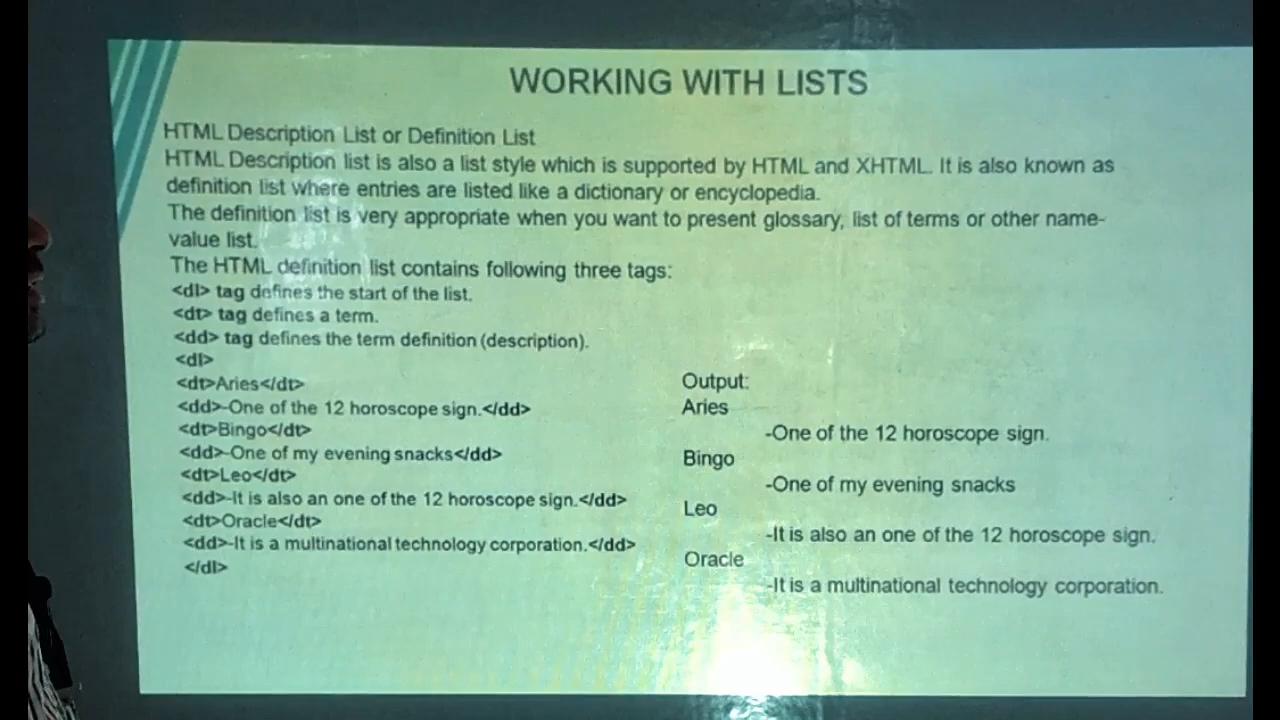 WORKING WITH LISTS
HTML Description List or Definition List
HTML Description list is also a list style which is supported by HTML and XHTML. It is also known as
definition list where entries are listed like a dictionary or encyclopedia.
The definition list is very appropriate when you want to present glossary, list of terms or other name-
value list.
The HTML definition list contains following three tags:
<dl> tag defines the start of the list.
<dt> tag defines a term.
<dd> tag defines the term definition (description).
<dl>
<dt>Aries</dt>
<dd>-One of the 12 horoscope sign.</dd>
<dt>Bingo</dt>
<dd>-One of my evening snacks</dd>
<dt>Leo</dt>
<dd>-It is also an one of the 12 horoscope sign.</dd>
<dt>Oracle</dt>
<dd>-It is a multinational technology corporation.</dd>
</dl>
Output:
Aries
-One of the 12 horoscope sign.
Bingo
-One of my evening snacks
Leo
-It is also an one of the 12 horoscope sign.
Oracle
-It is a multinational technology corporation.